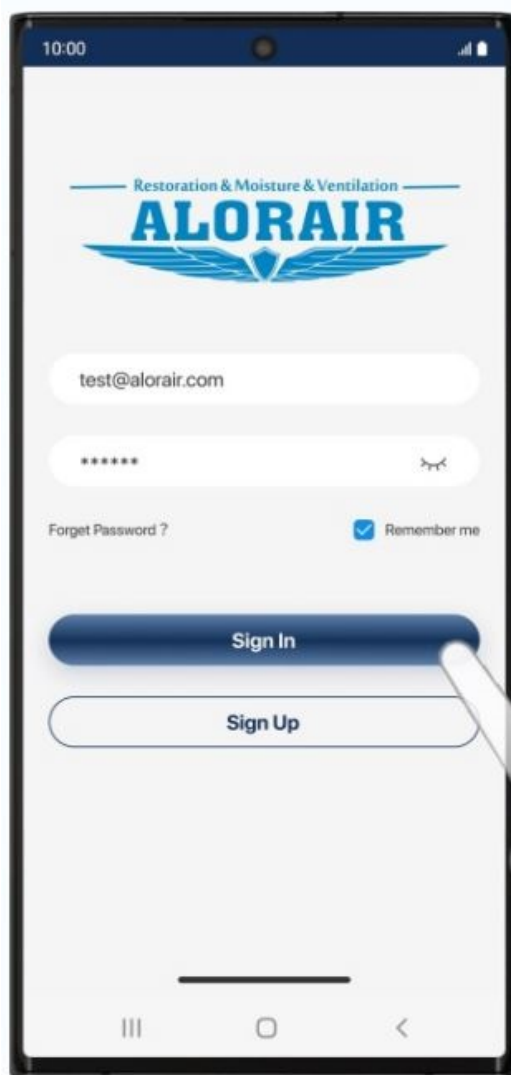 10:00
Restoration & Moisture & Ventilation
ALORAIR
test@alorair.com
******
Forget Password ?
Remember me
Sign In
Sign Up